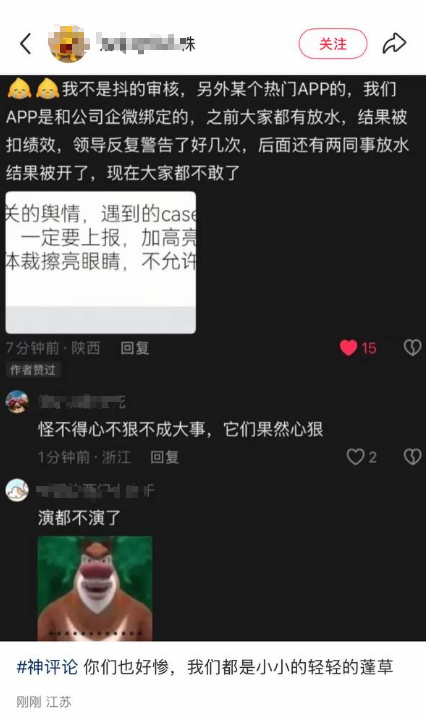 殊
关注
我不是抖的审核，另外某个热门APP的，我们
APP是和公司企微绑定的，之前大家都有放水，结果被
扣绩效，领导反复警告了好几次，后面还有两同事放水
结果被开了，现在大家都不敢了
关的舆情，遇到的case
一定要上报，加高亮
体裁擦亮眼睛，不允许
7分钟前·陕西 回复 15
作者赞过
怪不得心不狠不成大事，它们果然心狠
1分钟前·浙江 回复 2
演都不演了
#神评论 你们也好惨，我们都是小小的轻轻的蓬草
刚刚 江苏